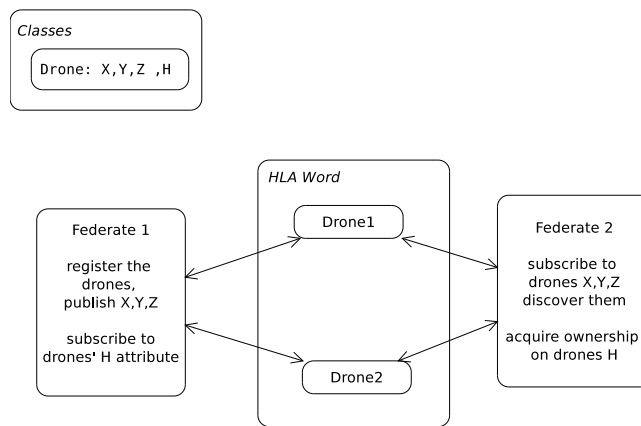 Classes
Drone: X,Y,Z ,H
HLA Word
Drone1
Federate 1
register the
drones,
publish X,Y,Z
subscribe to
drones' H attribute
Federate 2
subscribe to
drones X,Y,Z
discover them
acquire ownership
on drones H
Drone2